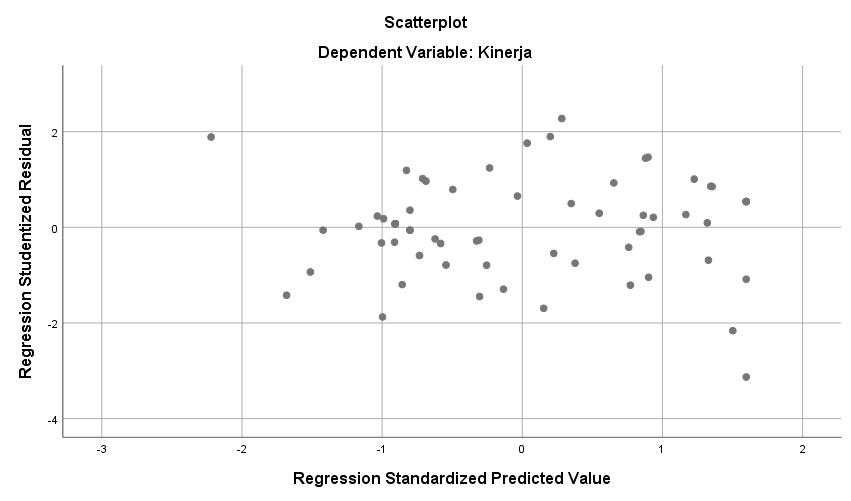 Scatterplot
Dependent Variable: Kinerja
Regression Studentized Residual
2
0
-2
-4
-3
-2
-1
0
1
2
Regression Standardized Predicted Value